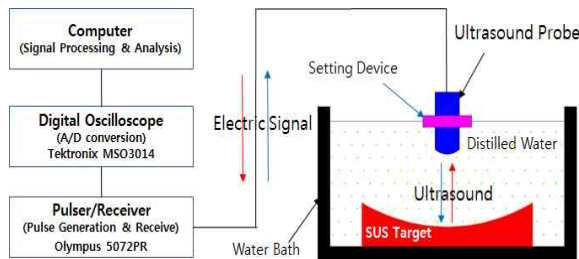 Computer
(Signal Processing & Analysis)
Digital Oscilloscope
(A/D conversion)
Tektronix MSO3014
Pulser/Receiver
(Pulse Generation & Receive)
Olympus 5072PR
Electric Signal
Ultrasound Probe
Setting Device
Distilled Water
Ultrasound
SUS Target
Water Bath